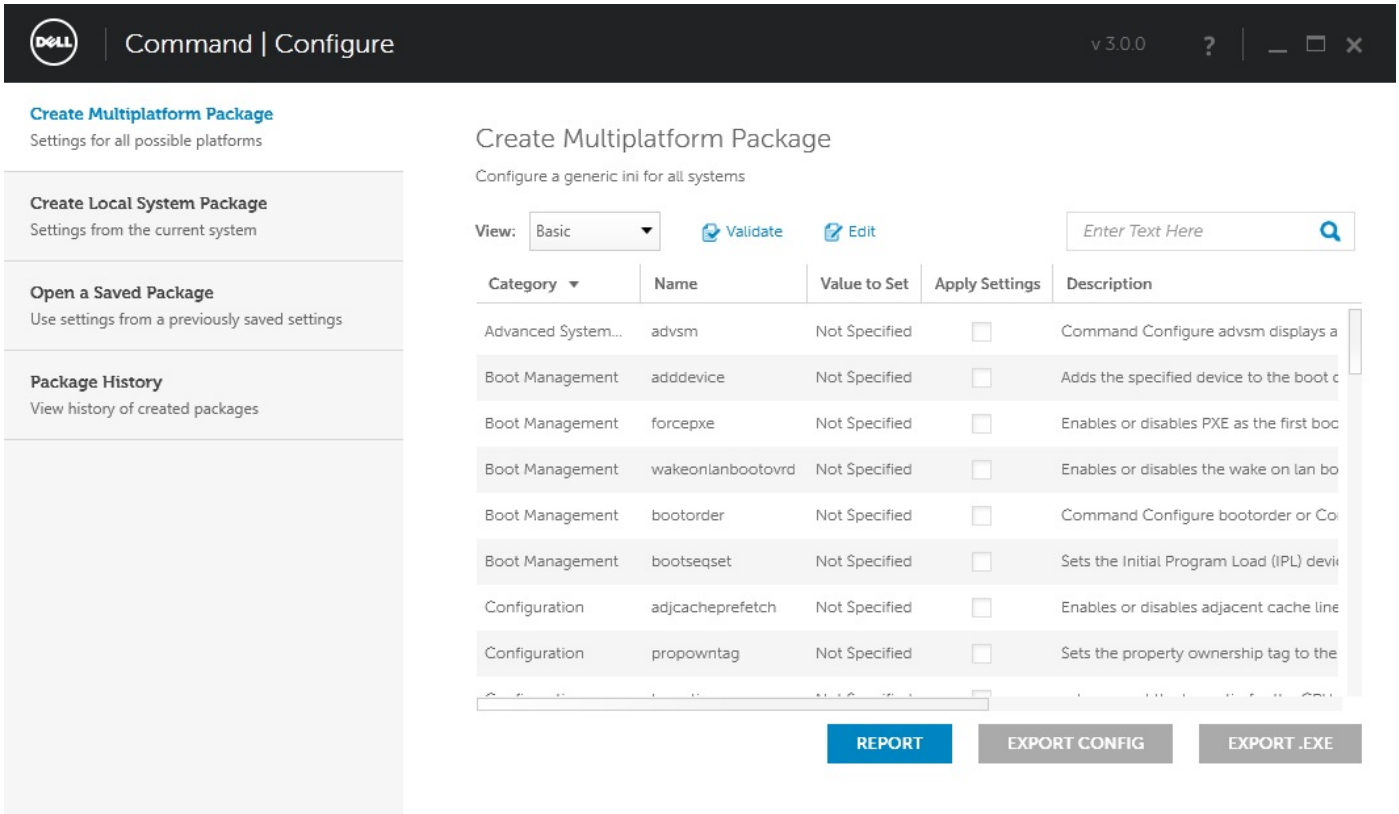 DELL
Command | Configure
v 3.0.0
?
Create Multiplatform Package
Settings for all possible platforms
Create Local System Package
Settings from the current system
Open a Saved Package
Use settings from a previously saved settings
Package History
View history of created packages
Create Multiplatform Package
Configure a generic ini for all systems
View: Basic Validate Edit Enter Text Here
Category Name Value to Set Apply Settings Description
Advanced System... advsm Not Specified Command Configure advsm displays a
Boot Management adddevice Not Specified Adds the specified device to the boot
Boot Management forcepxe Not Specified Enables or disables PXE as the first boo
Boot Management wakeonlanbootovrd Not Specified Enables or disables the wake on lan bo
Boot Management bootorder Not Specified Command Configure bootorder or Co
Boot Management bootseqset Not Specified Sets the Initial Program Load (IPL) devi
Configuration adjcacheprefetch Not Specified Enables or disables adjacent cache line
Configuration propowntag Not Specified Sets the property ownership tag to the
REPORT EXPORT CONFIG EXPORT .EXE